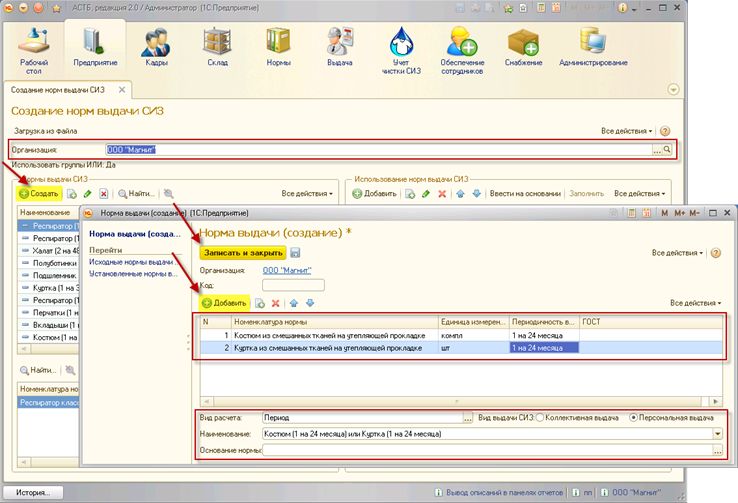 АСТБ, редакция 2.0 / Администратор (1С:Предприятие)
M M+ M-
Рабочий стол
Предприятие
Кадры
Склад
Нормы
Выдача
Учет чистки СИЗ
Обеспечение сотрудников
Снабжение
Администрирование
Создание норм выдачи СИЗ
Создание норм выдачи СИЗ
Загрузка из файла
Все действия
Организация:
ООО "Магнит"
Использовать группы ИЛИ: Да
Нормы выдачи СИЗ
Использование норм выдачи СИЗ
Создать
Найти...
Все действия
Добавить
Ввести на основании
Заполнить
Все действия
Наименование
Респиратор (1
Респиратор (1
Халат (2 на 48
Полуботинки
Подшлемник
Куртка (1 на 3
Респиратор (1
Перчатки (1 на
Вкладыши (1
Костюм (1 на
Найти...
Номенклатура но
Респиратор класс
Норма выдачи (создание) (1С:Предприятие)
M M+ M-
Норма выдачи (созда...
Перейти
Исходные нормы выдачи ...
Установленные нормы в...
Норма выдачи (создание) *
Записать и закрыть
Все действия
Организация:
ООО "Магнит"
Код:
Добавить
Все действия
N Номенклатура нормы Единица измерен... Периодичность в... ГОСТ
1 Костюм из смешанных тканей на утепляющей прокладке компл 1 на 24 месяца
2 Куртка из смешанных тканей на утепляющей прокладке шт 1 на 24 месяца
Вид расчета: Период ... Вид выдачи СИЗ: Коллективная выдача Персональная выдача
Наименование: Костюм (1 на 24 месяца) или Куртка (1 на 24 месяца)
Основание нормы: ...
История...
Вывод описаний в панелях отчетов
пп
ООО "Магнит"